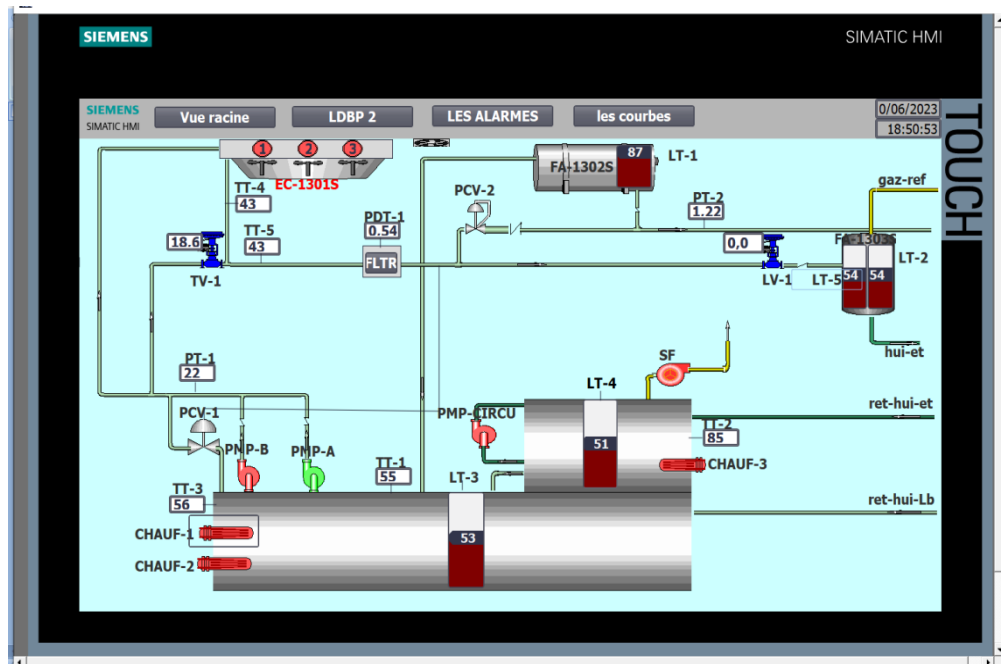 SIEMENS
SIMATIC HMI
SIEMENS
SIMATIC HMI
Vue racine
LDBP 2
LES ALARMES
les courbes
0/06/2023
18:50:53
TOUCH
1
2
3
EC-1301S
87
LT-1
FA-1302S
TT-4
43
PCV-2
PT-2
1.22
gaz-ref
TT-5
43
PDT-1
0.54
18.6
0,0
FA-1303S
FLTR
LT-2
TV-1
LV-1
LT-5
54
54
PT-1
22
hui-et
SF
LT-4
PCV-1
PMP-CIRCU
ret-hui-et
TT-2
85
51
PMP-B
PMP-A
TT-1
55
CHAUF-3
LT-3
TT-3
56
ret-hui-Lb
CHAUF-1
53
CHAUF-2